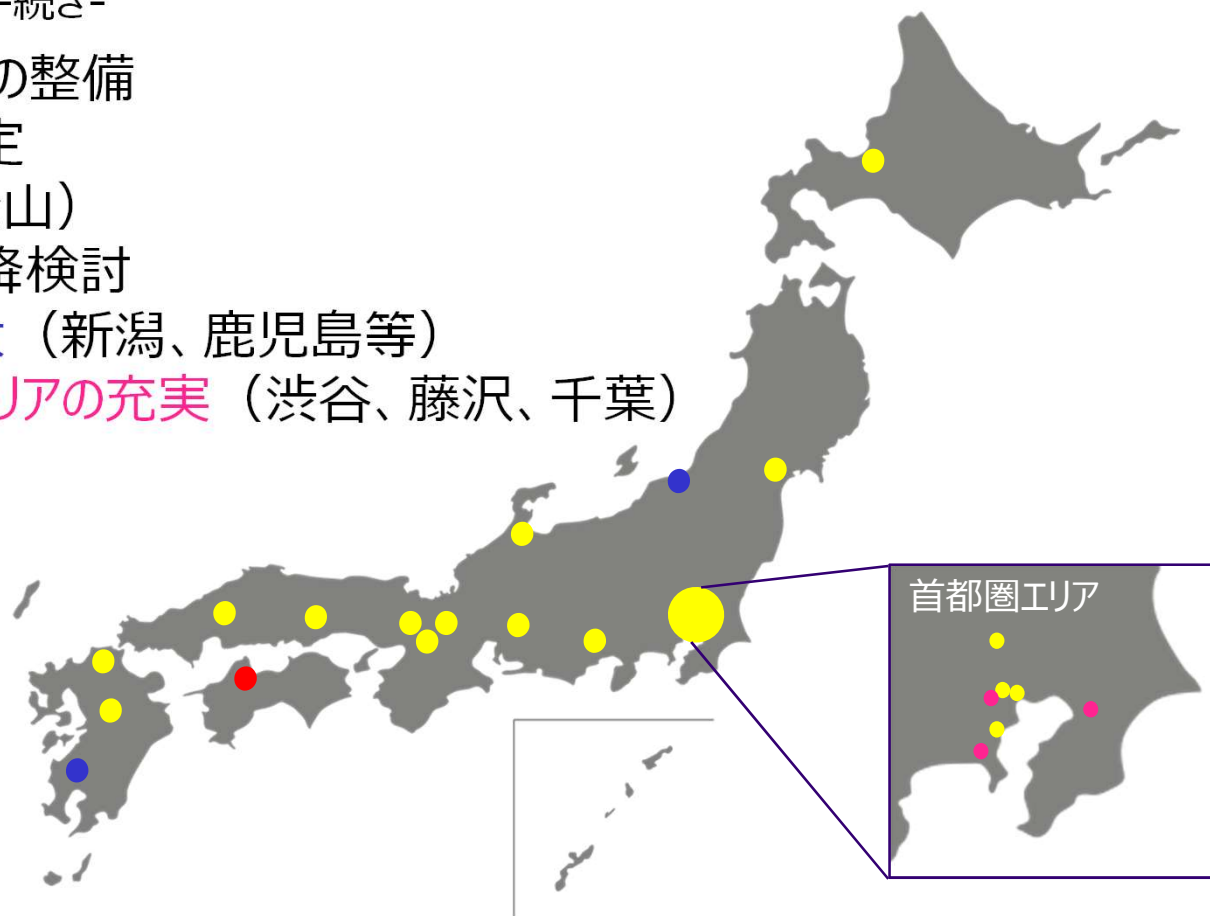 -続き-
の整備
定
山）
降検討
（新潟、鹿児島等）
リアの充実（渋谷、藤沢、千葉）
首都圏エリア